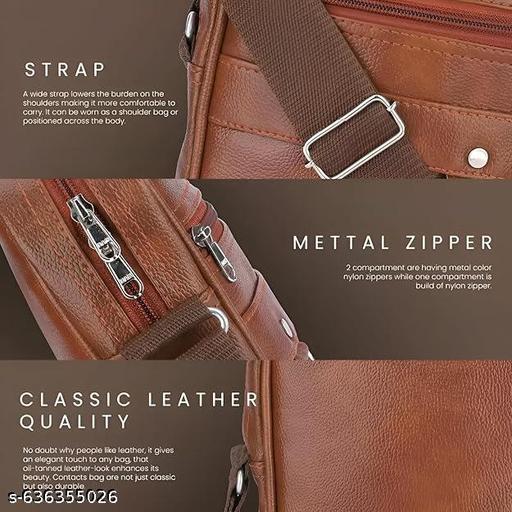 STRAP
A wide strap lowers the burden on the
shoulders making it more comfortable to
carry. It can be worn as a shoulder bag or
positioned across the body.
METTAL ZIPPER
2 compartment are having metal color
nylon zippers while one compartment is
build of nylon zipper.
CLASSIC LEATHER
QUALITY
No doubt why people like leather, it gives
an elegant touch to any bag, that
oil-tanned leather-look enhances its
beauty. Contacts bag are not just classic
but also durable
s-636355026